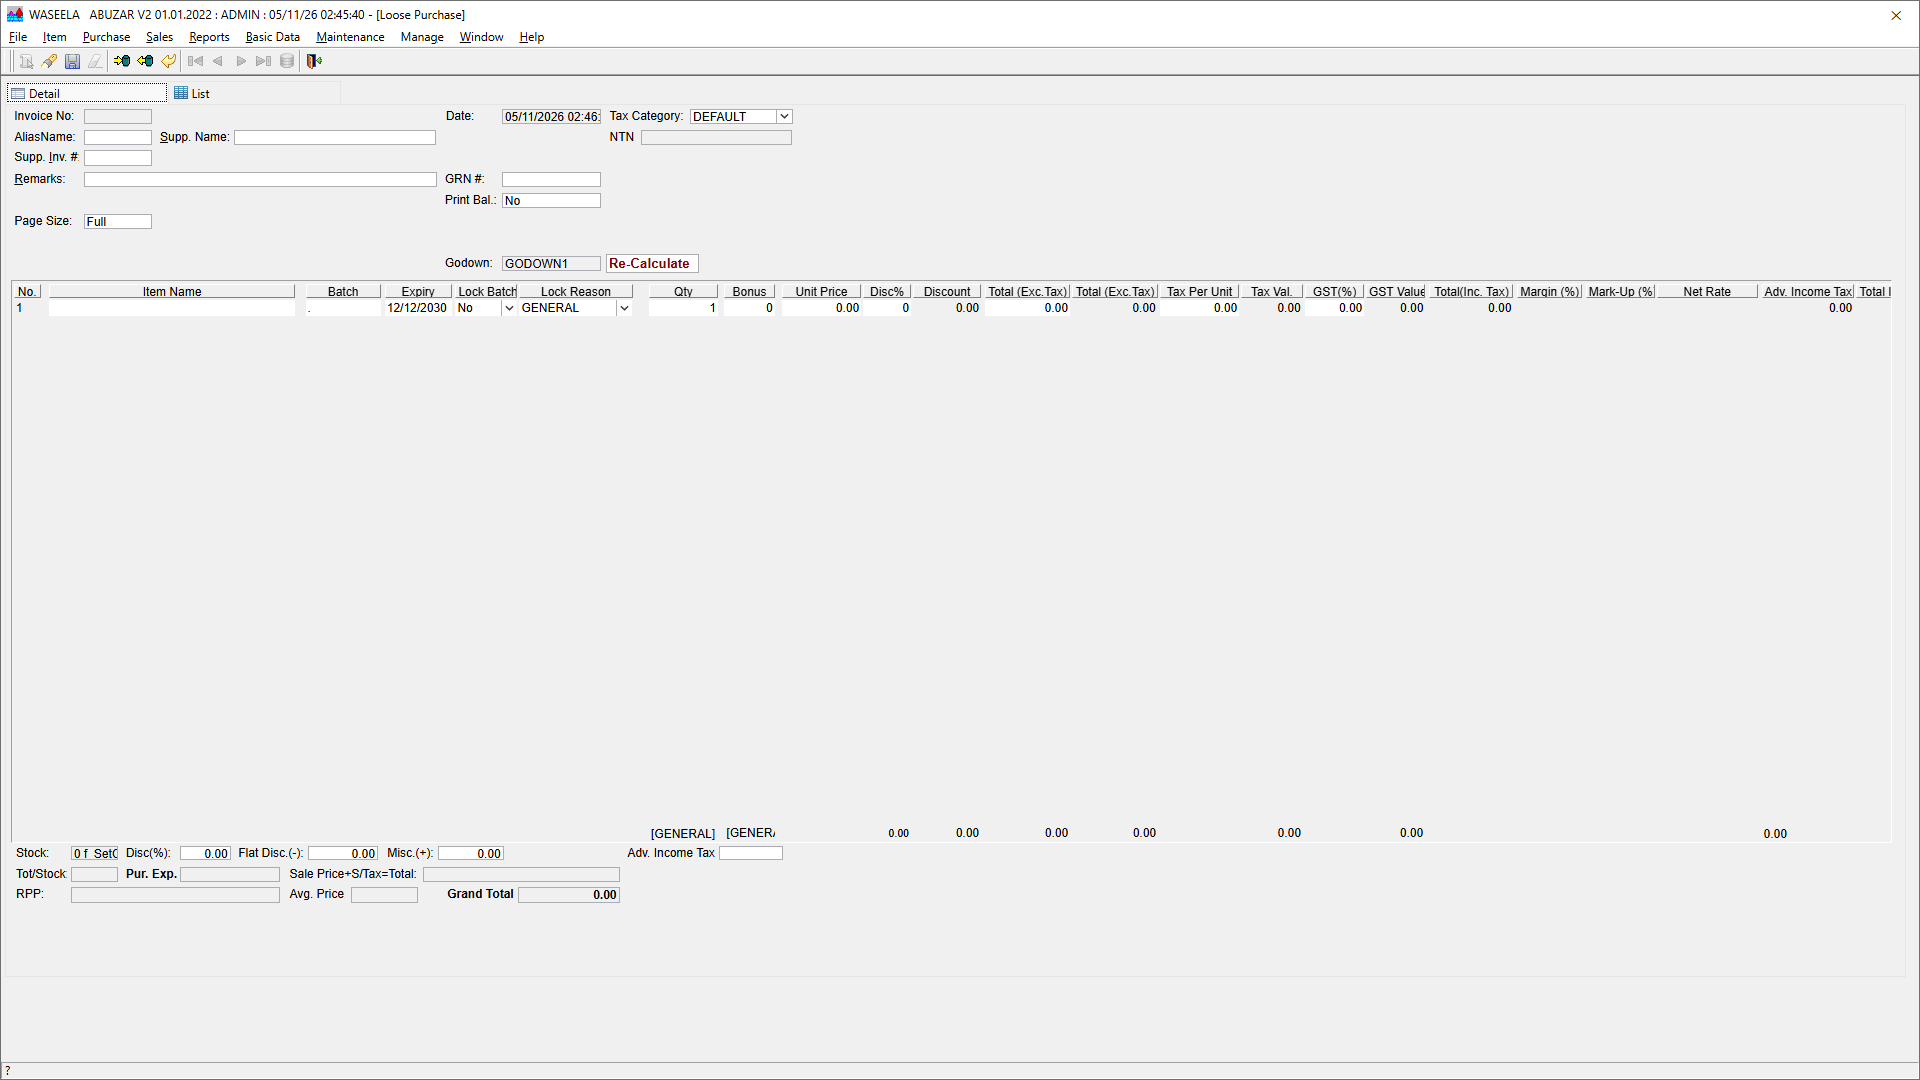 WASEELA ABUZAR V2 01.01.2022 : ADMIN : 05/11/26 02:45:40 - [Loose Purchase]
File Item Purchase Sales Reports Basic Data Maintenance Manage Window Help
Detail List
Invoice No: Date: 05/11/2026 02:46: Tax Category: DEFAULT
AliasName: Supp. Name: NTN
Supp. Inv. #:
Remarks: GRN #:
Print Bal.: No
Page Size: Full
Godown: GODOWN1 Re-Calculate
No. Item Name Batch Expiry Lock Batch Lock Reason Qty Bonus Unit Price Disc% Discount Total (Exc.Tax) Total (Exc.Tax) Tax Per Unit Tax Val. GST(%) GST Value Total(Inc. Tax) Margin (%) Mark-Up (% Net Rate Adv. Income Tax Total I
1 . 12/12/2030 No GENERAL 1 0 0.00 0 0.00 0.00 0.00 0.00 0.00 0.00 0.00 0.00 0.00
[GENERAL] [GENERA 0.00 0.00 0.00 0.00 0.00 0.00 0.00
Stock: 0 f SetC Disc(%): 0.00 Flat Disc.(-): 0.00 Misc.(+): 0.00 Adv. Income Tax
Tot/Stock: Pur. Exp. Sale Price+S/Tax=Total:
RPP: Avg. Price Grand Total 0.00
?